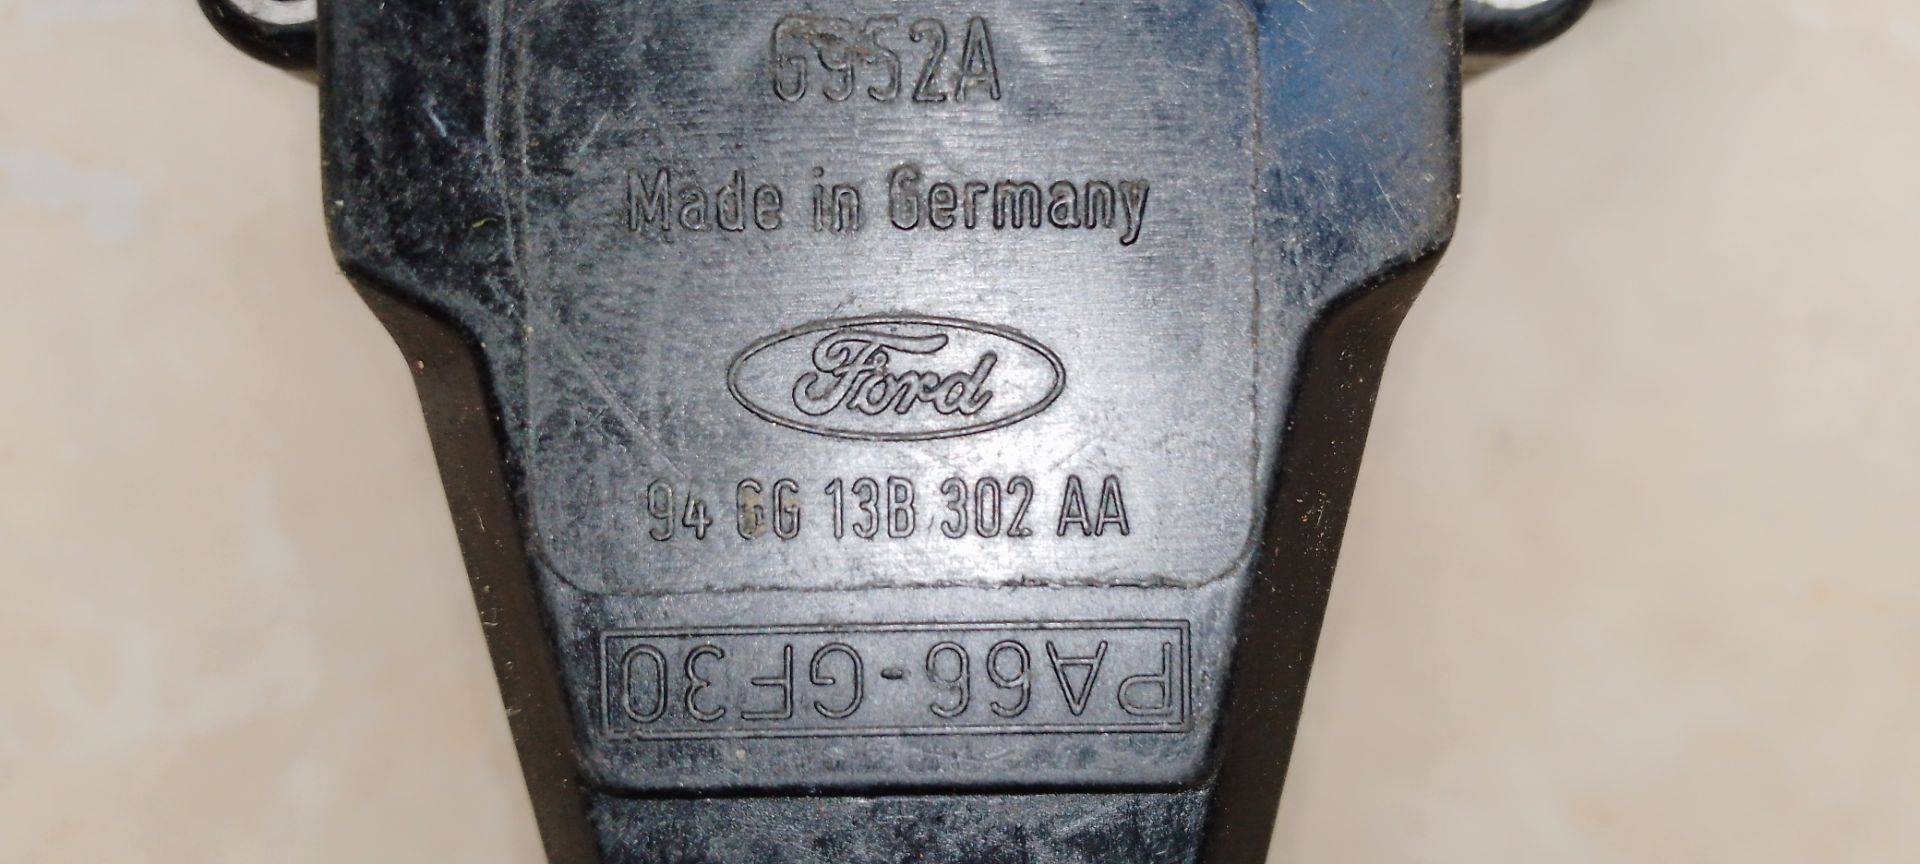 6952A
Made in Germany
Ford
94 GG 13B 302 AA
PA66-GF30